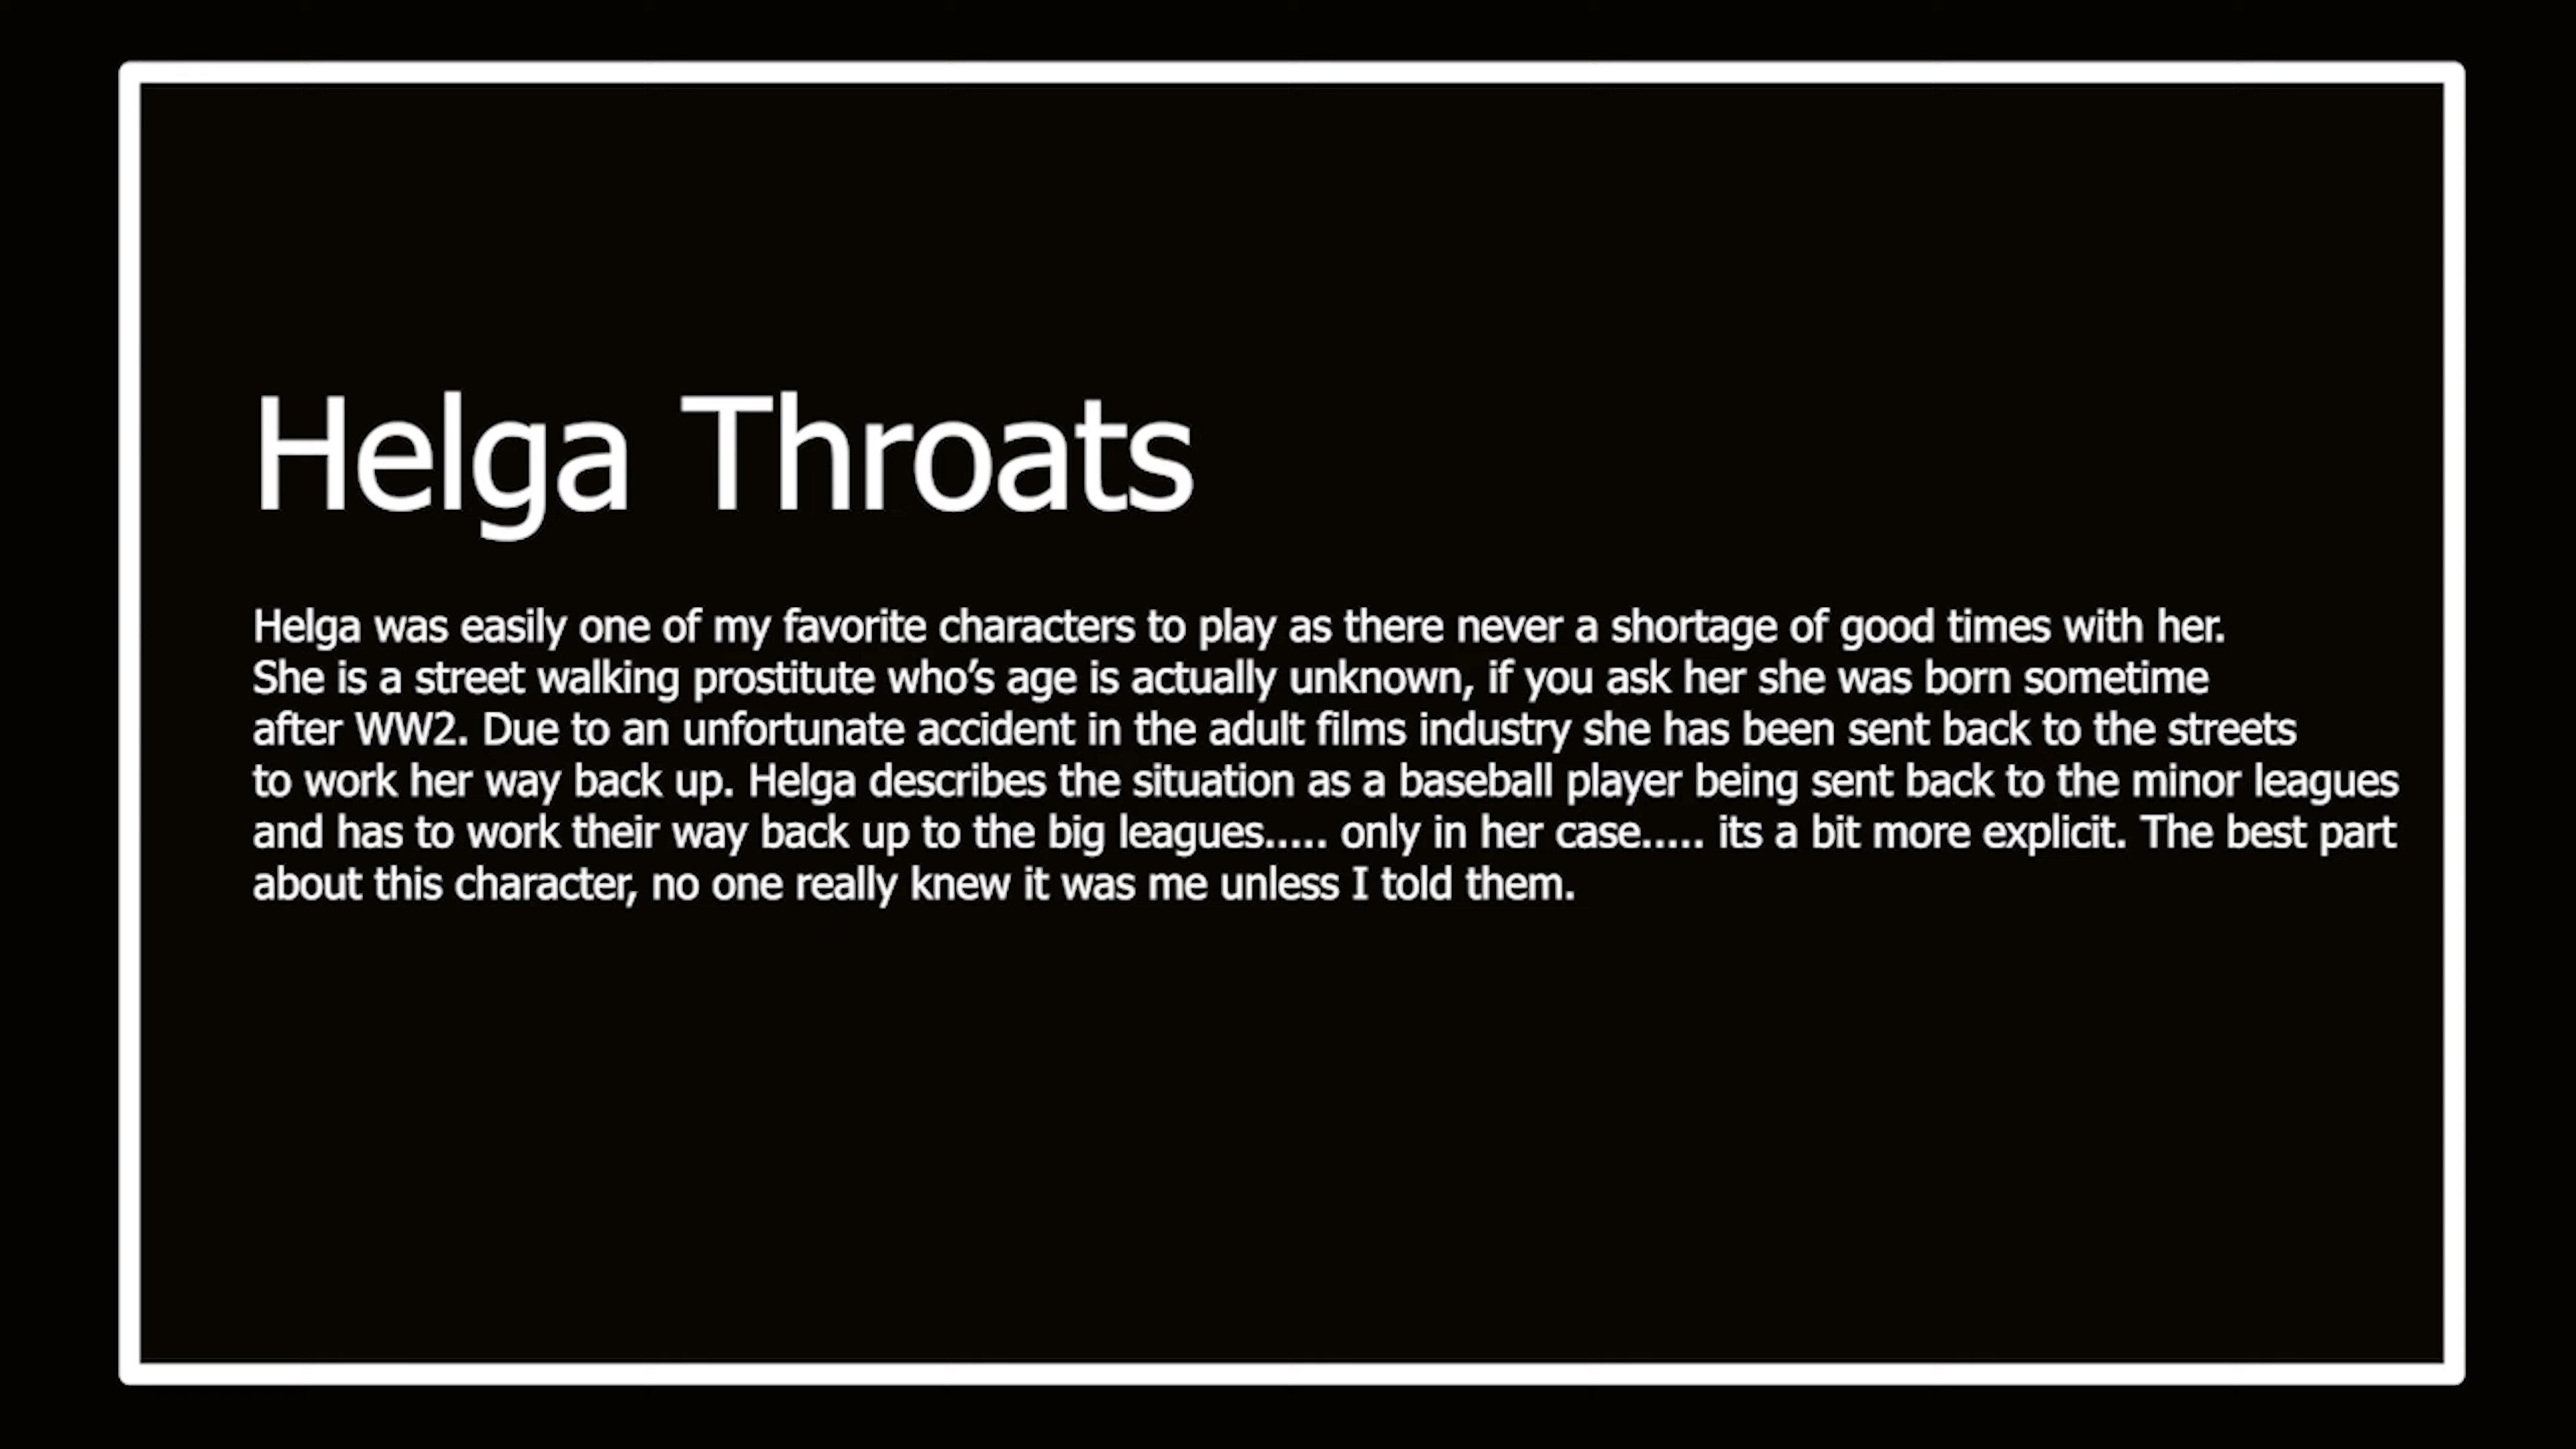 Helga Throats
Helga was easily one of my favorite characters to play as there never a shortage of good times with her.
She is a street walking prostitute who’s age is actually unknown, if you ask her she was born sometime
after WW2. Due to an unfortunate accident in the adult films industry she has been sent back to the streets
to work her way back up. Helga describes the situation as a baseball player being sent back to the minor leagues
and has to work their way back up to the big leagues..... only in her case..... its a bit more explicit. The best part
about this character, no one really knew it was me unless I told them.